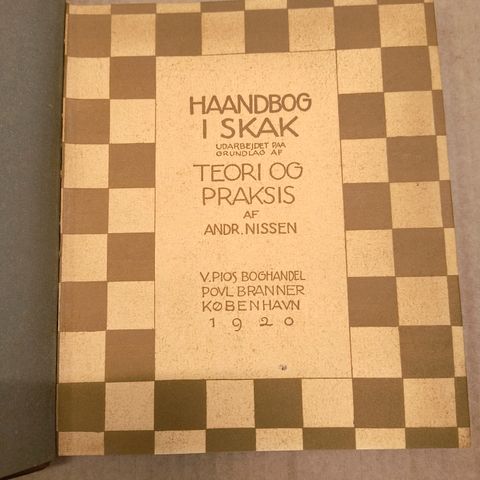 HAANDBOG
I SKAK
UDARBEJDET PAA
GRUNDLAG AF
TEORI OG
PRAKSIS
AF
ANDR. NISSEN
V. PIOS BOGHANDEL
POVL BRANNER
KØBENHAVN
1920